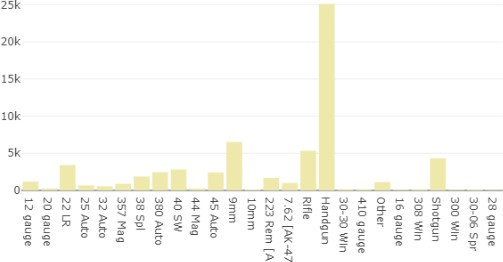 25k
20k
15k
10k
5k
0
12 gauge
20 gauge
22 LR
25 Auto
32 Auto
357 Mag
38 Spl
380 Auto
40 SW
44 Mag
45 Auto
9mm
10mm
223 Rem [A
7.62 [AK-47
Rifle
Handgun
30-30 Win
410 gauge
Other
16 gauge
308 Win
Shotgun
300 Win
30-06 Spr
28 gauge